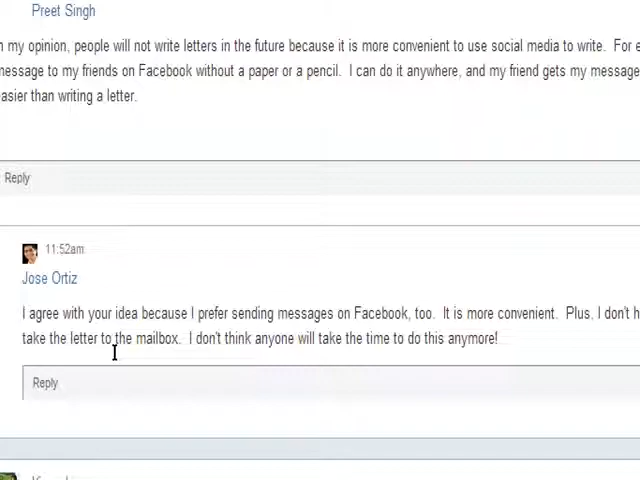 Preet Singh
n my opinion, people will not write letters in the future because it is more convenient to use social media to write. For e
message to my friends on Facebook without a paper or a pencil. I can do it anywhere, and my friend gets my message
easier than writing a letter.
Reply
11:52am
Jose Ortiz
I agree with your idea because I prefer sending messages on Facebook, too. It is more convenient. Plus, I don't h
take the letter to the mailbox. I don't think anyone will take the time to do this anymore!
Reply